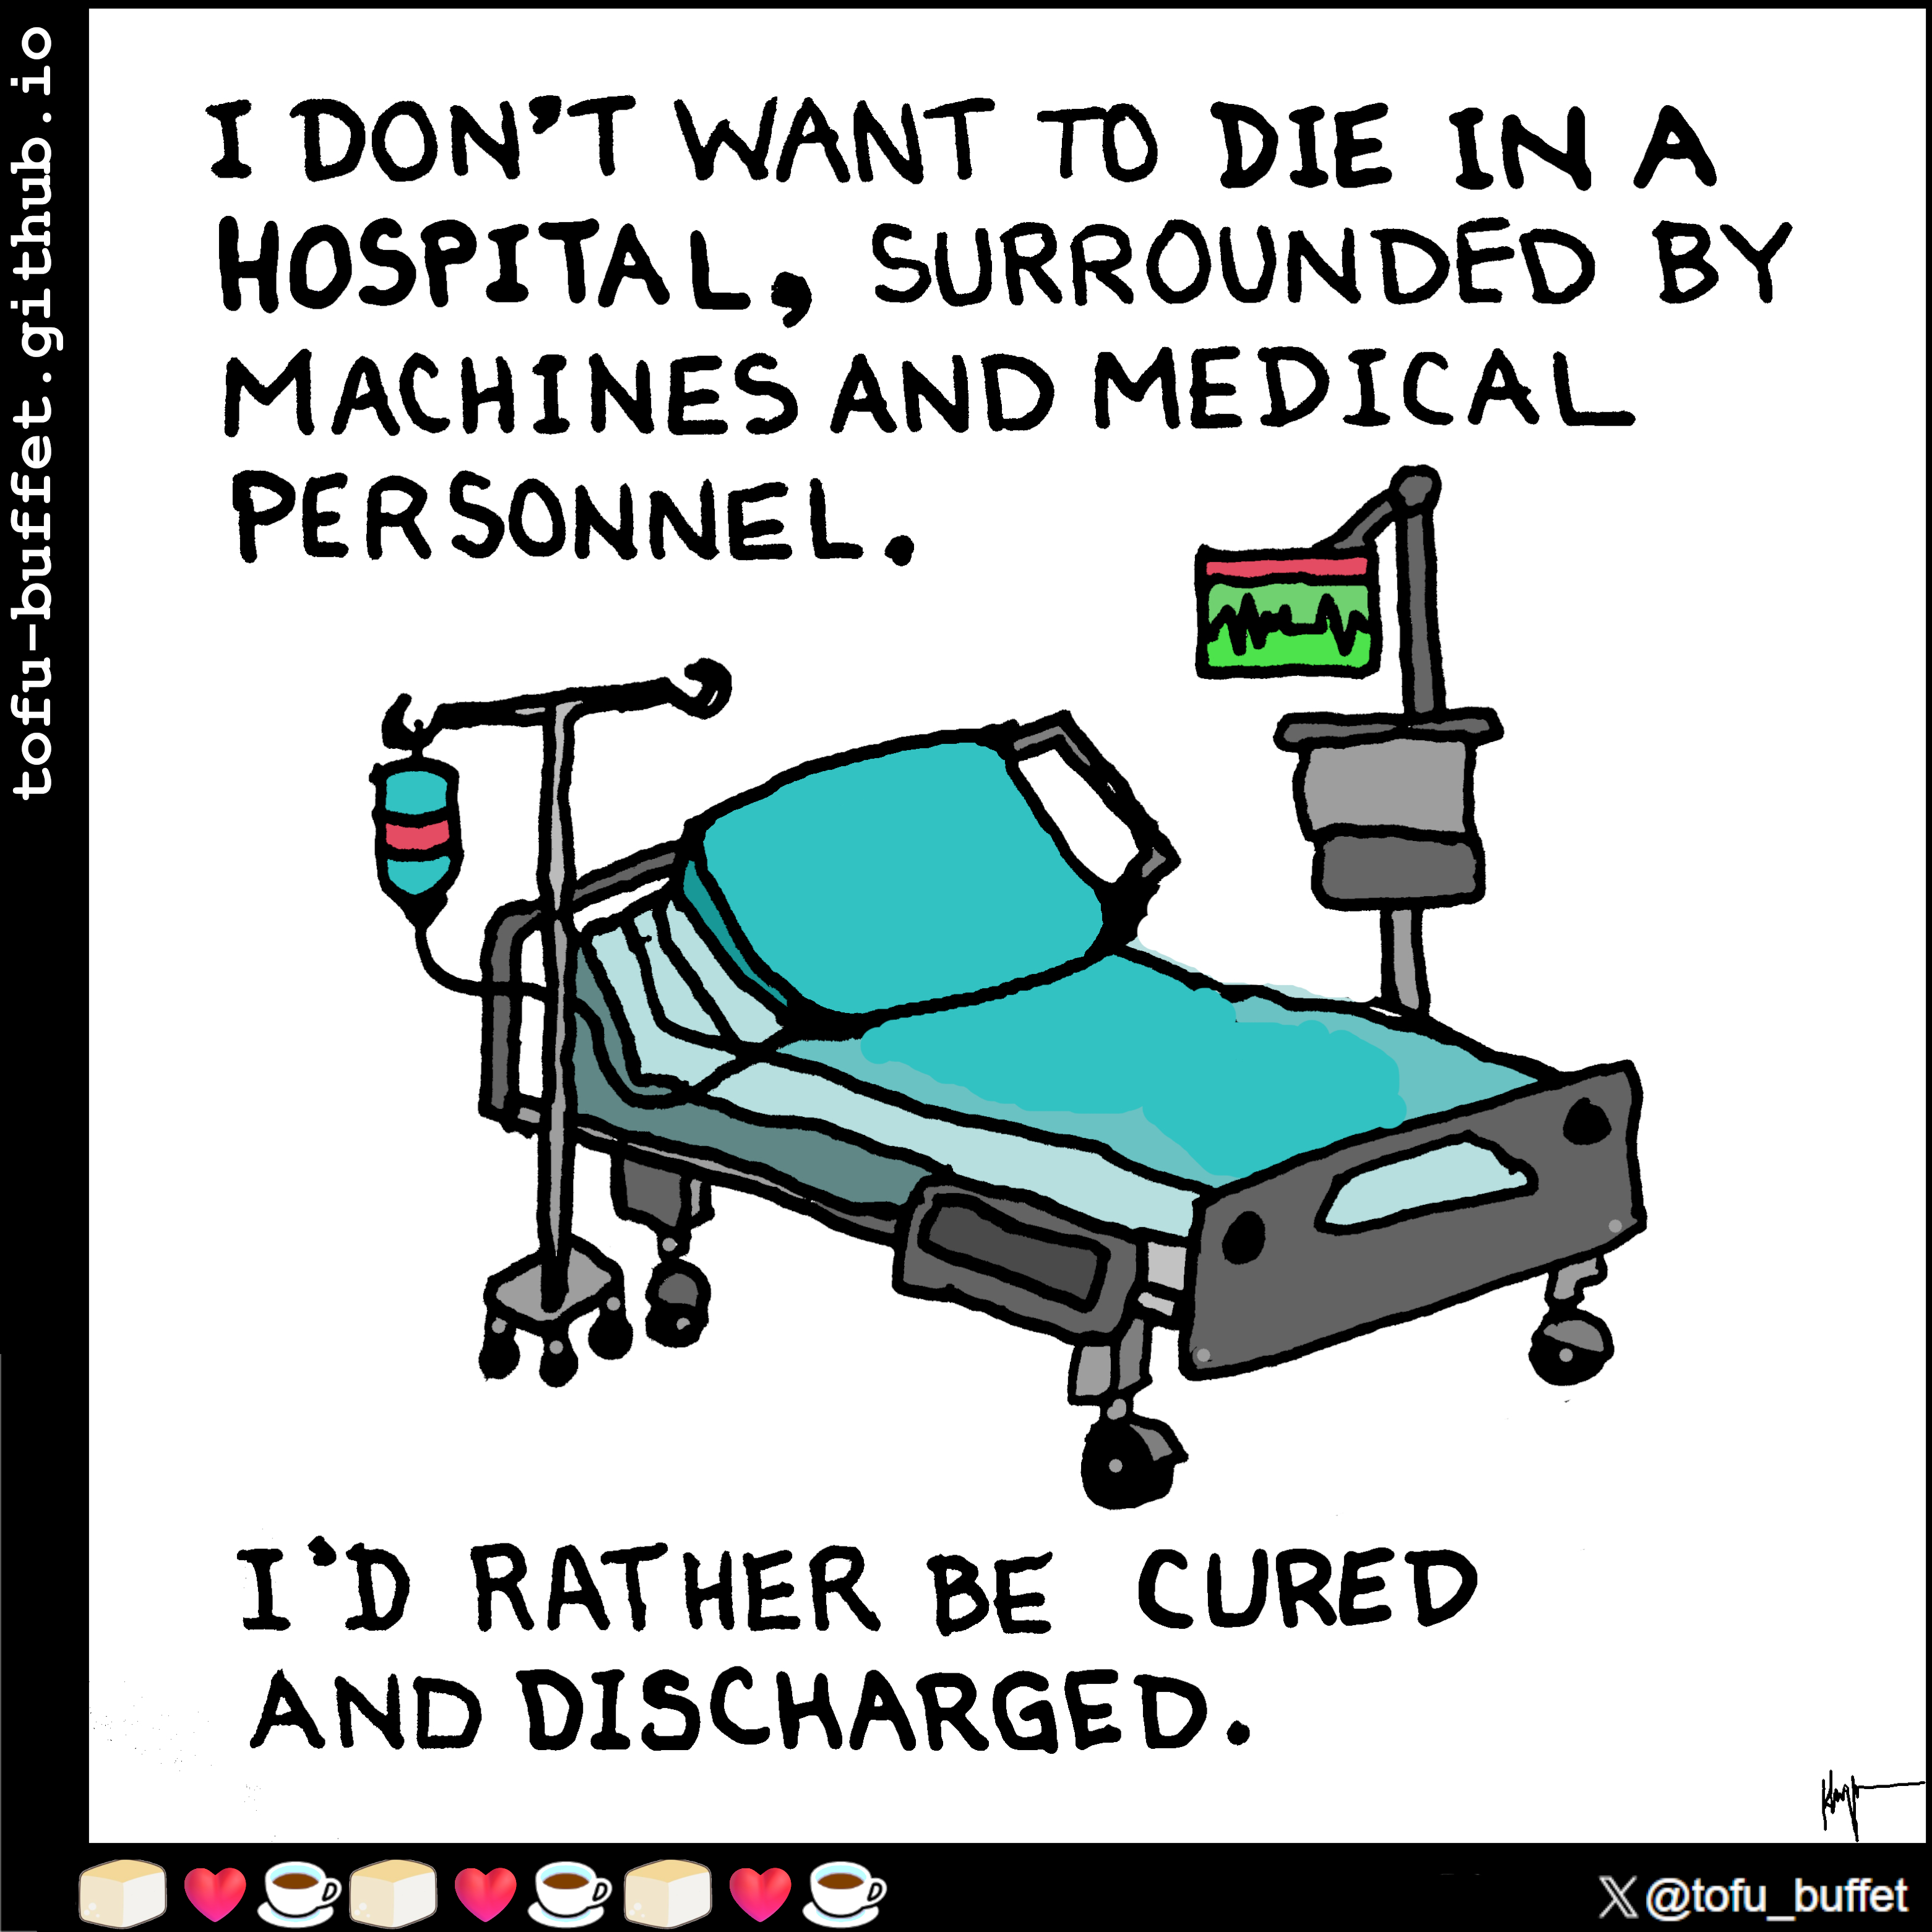 tofu-buffet.github.io
I DON'T WANT TO DIE IN A
HOSPITAL, SURROUNDED BY
MACHINES AND MEDICAL
PERSONNEL.
I'D RATHER BE CURED
AND DISCHARGED.
𝕏 @tofu_buffet